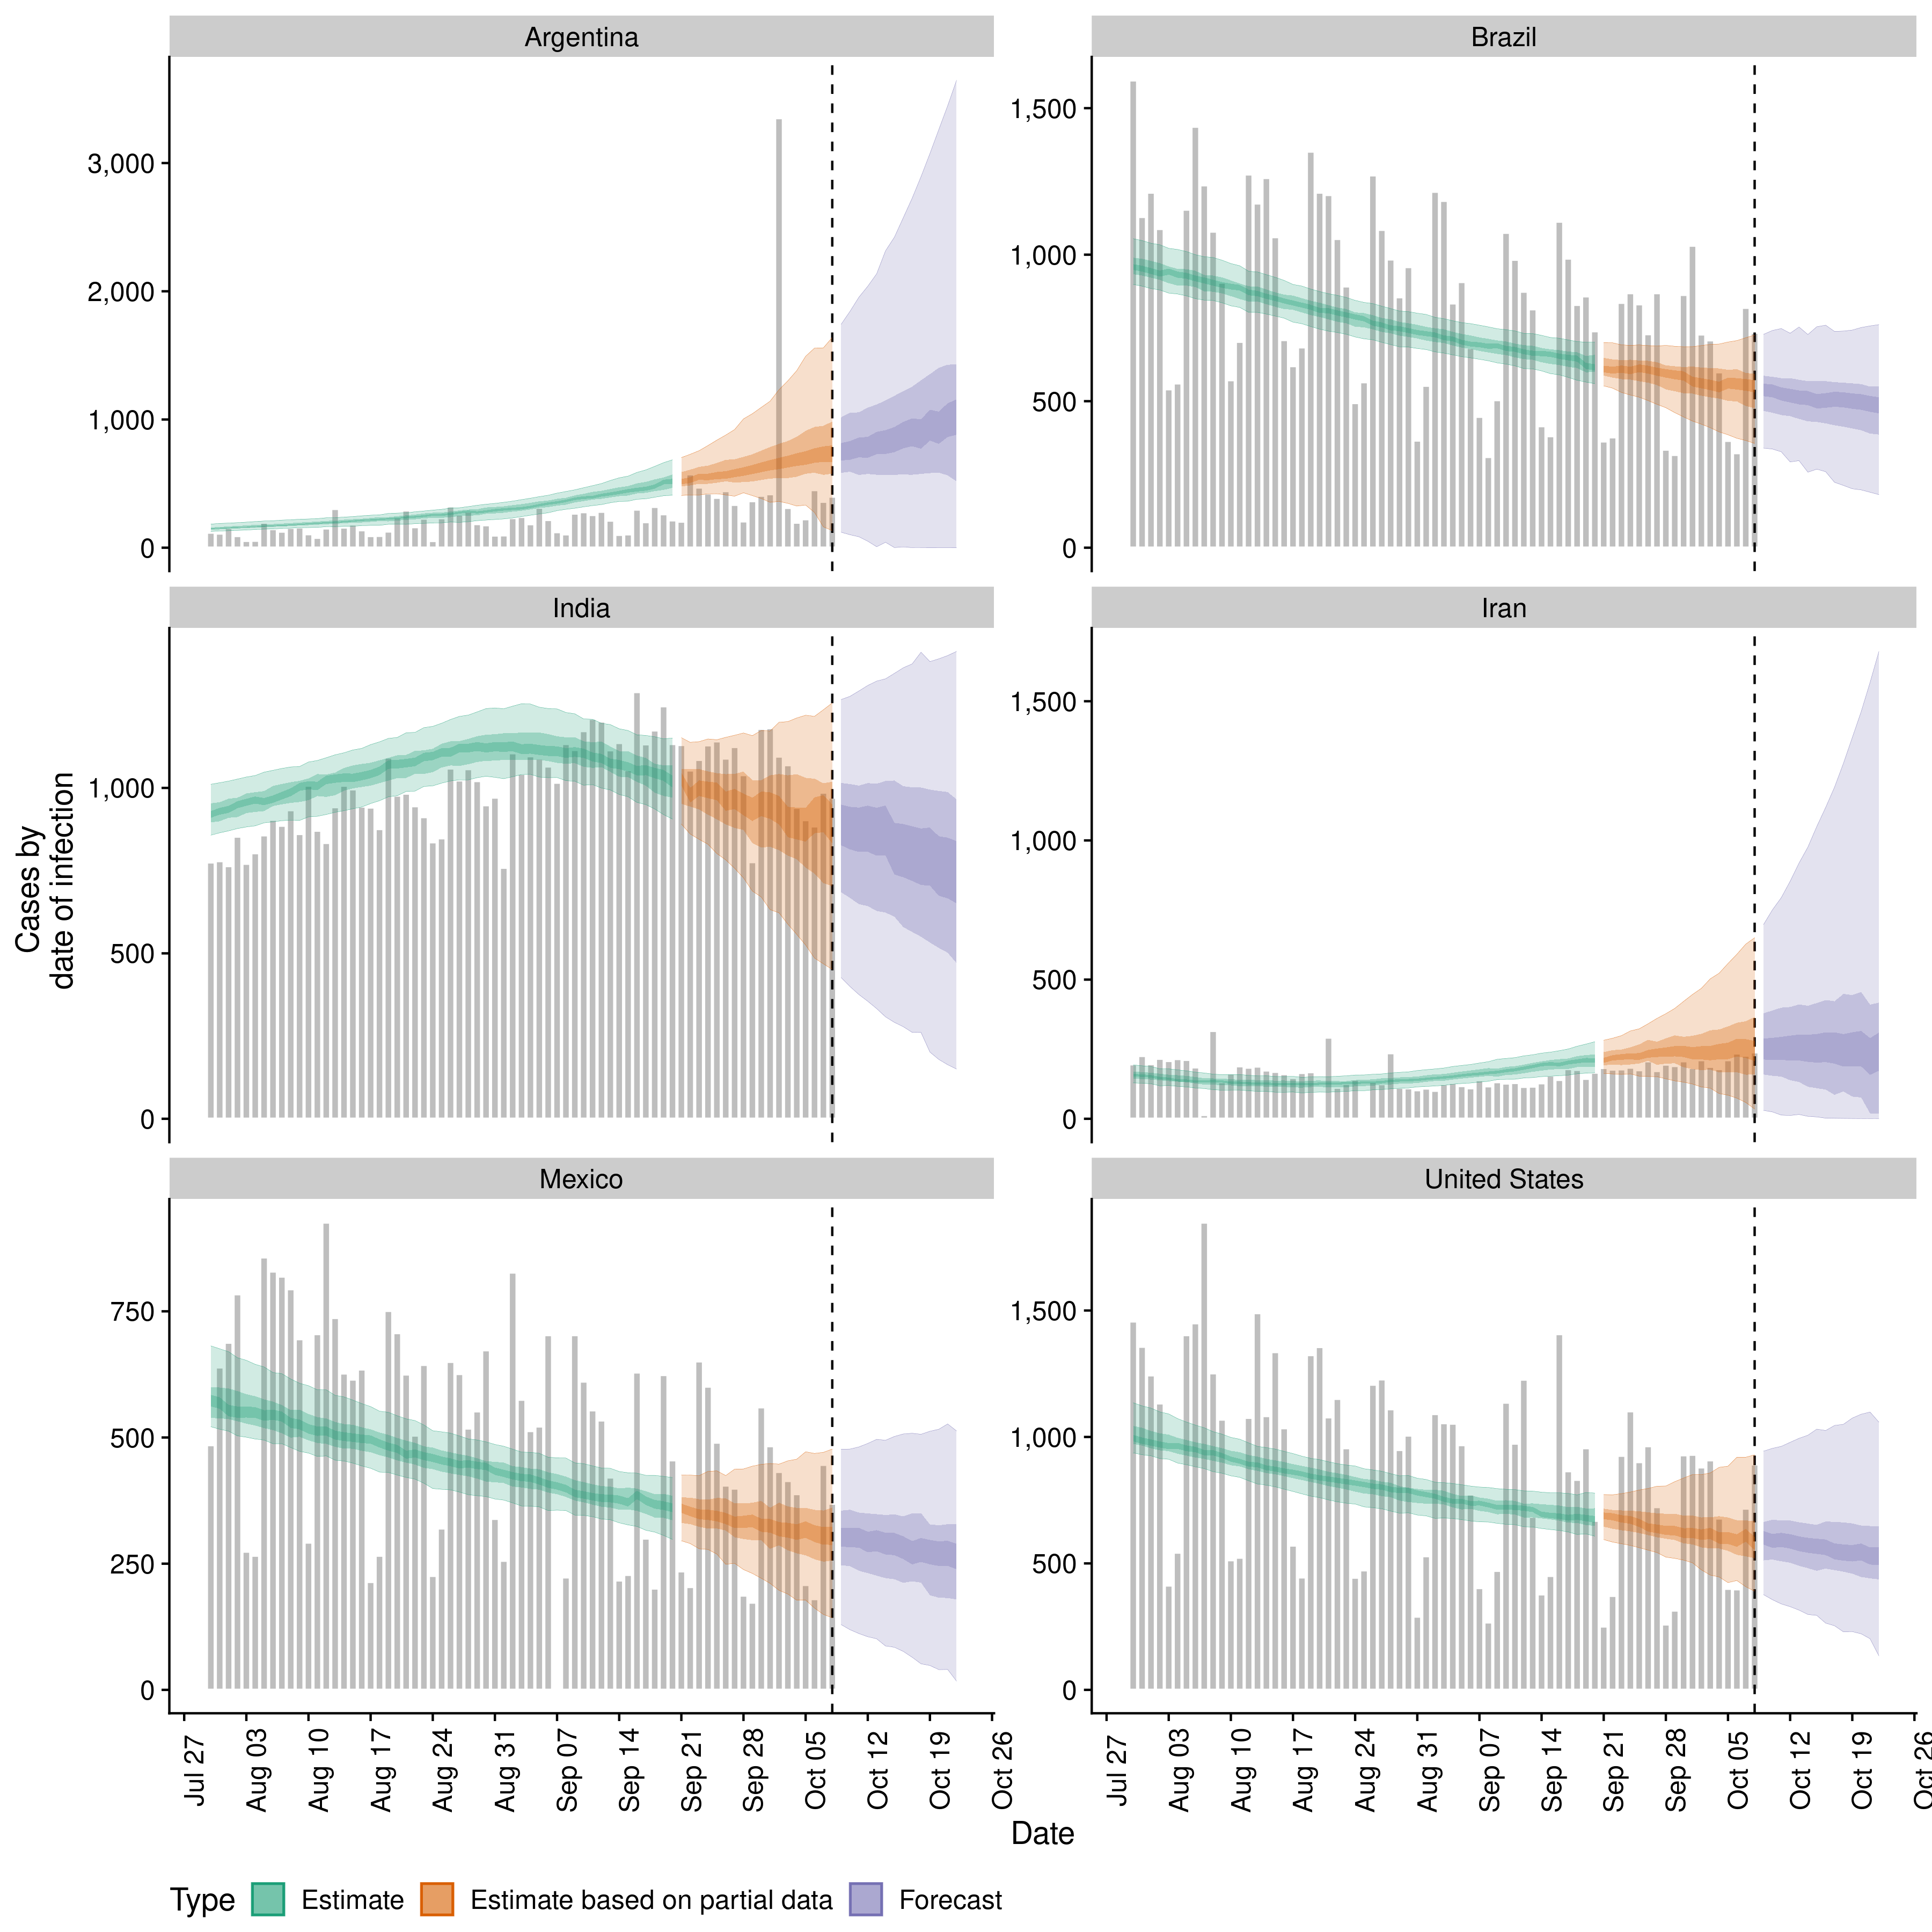 Argentina
Brazil
3,000
2,000
1,000
0
1,500
1,000
500
0
India
Iran
1,000
500
0
1,500
1,000
500
0
Cases by
date of infection
Mexico
United States
750
500
250
0
1,500
1,000
500
0
Jul 27
Aug 03
Aug 10
Aug 17
Aug 24
Aug 31
Sep 07
Sep 14
Sep 21
Sep 28
Oct 05
Oct 12
Oct 19
Oct 26
Jul 27
Aug 03
Aug 10
Aug 17
Aug 24
Aug 31
Sep 07
Sep 14
Sep 21
Sep 28
Oct 05
Oct 12
Oct 19
Oct 26
Date
Type Estimate Estimate based on partial data Forecast